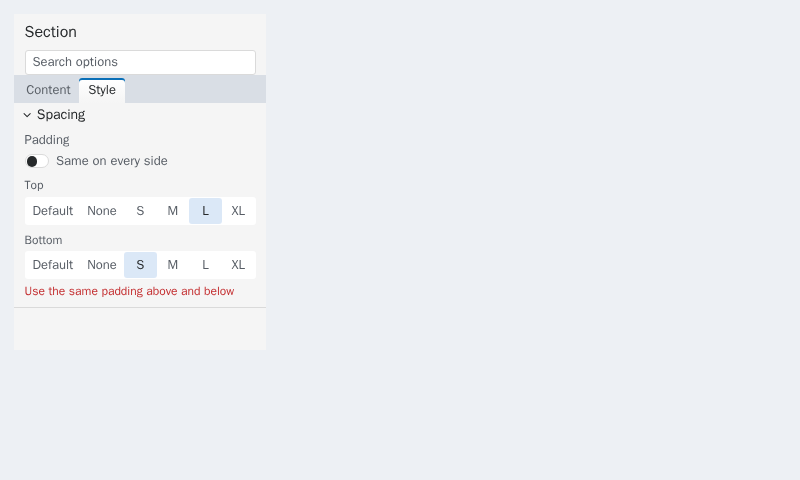 Section
Search options
Content Style
Spacing
Padding
Same on every side
Top
Default None S M L XL
Bottom
Default None S M L XL
Use the same padding above and below